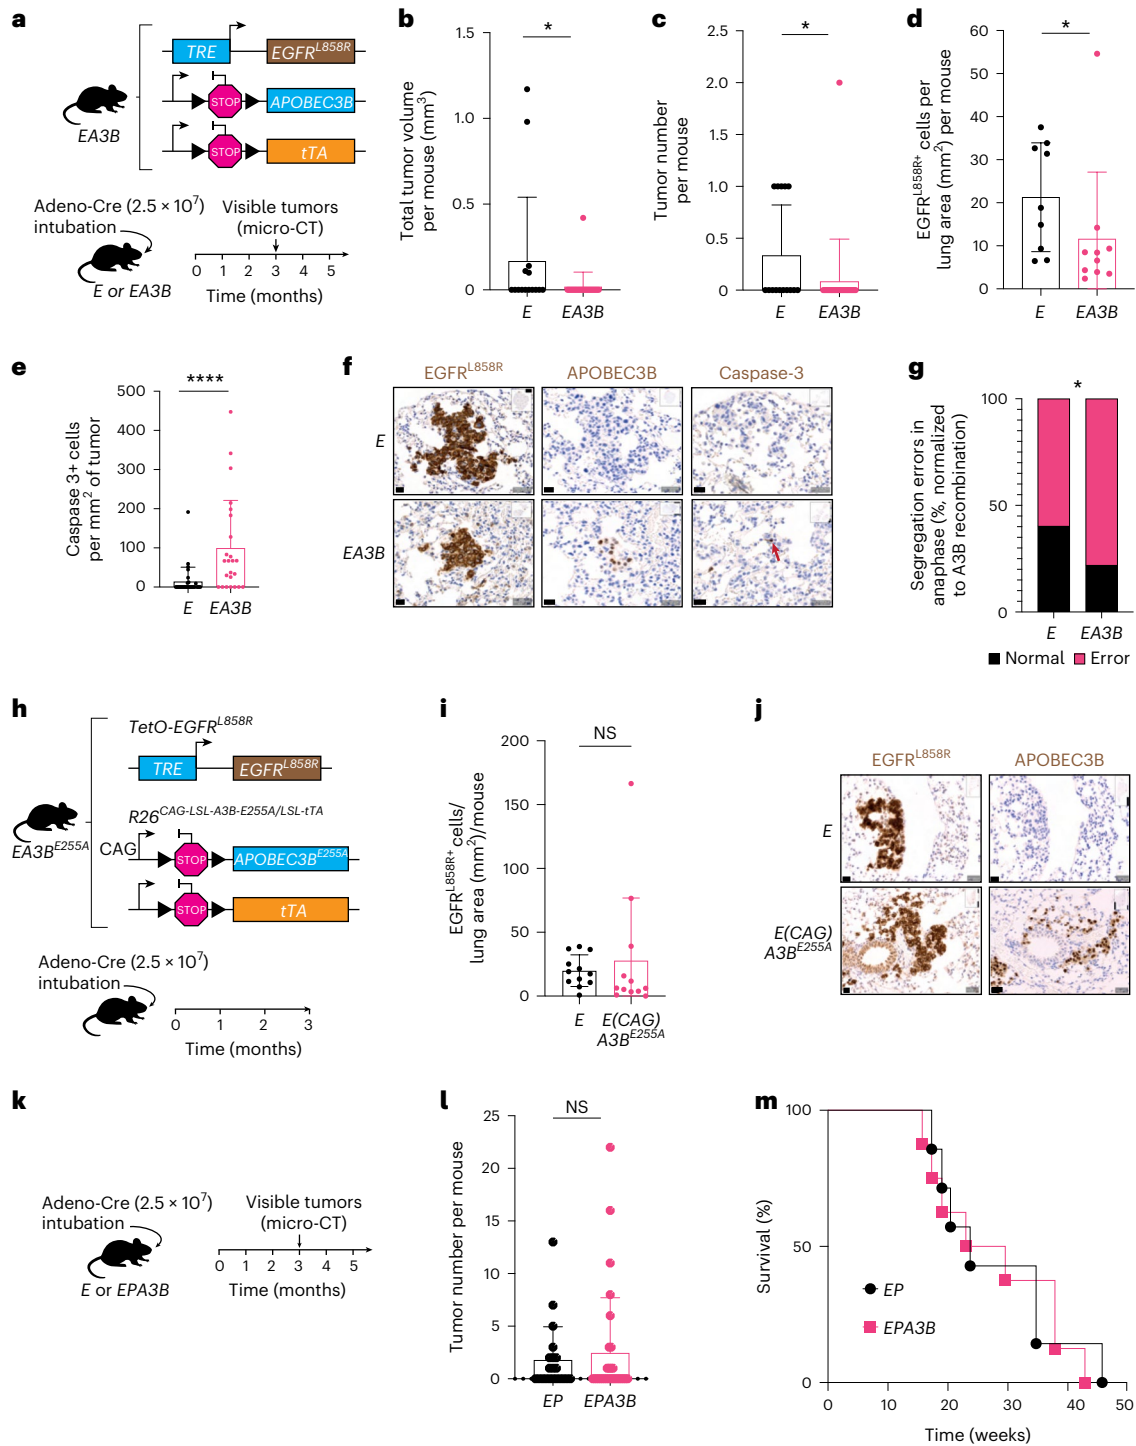 a
TRE
EGFR^L858R
STOP
APOBEC3B
STOP
tTA
EA3B
Adeno-Cre (2.5 × 10^7)
intubation
Visible tumors
(micro-CT)
E or EA3B
0 1 2 3 4 5
Time (months)
b
Total tumor volume
per mouse (mm^3)
1.5
1.0
0.5
0
*
E EA3B
c
Tumor number
per mouse
2.5
2.0
1.5
1.0
0.5
0
*
E EA3B
d
EGFR^L858R+ cells per
lung area (mm^2) per mouse
60
50
40
30
20
10
0
*
E EA3B
e
Caspase 3+ cells
per mm^2 of tumor
500
400
300
200
100
0
****
E EA3B
f
EGFR^L858R APOBEC3B Caspase-3
E
EA3B
g
Segregation errors in
anaphase (%, normalized
to A3B recombination)
100
50
0
*
E EA3B
Normal Error
h
TetO-EGFR^L858R
TRE
EGFR^L858R
R26^CAG-LSL-A3B-E255A/LSL-tTA
EA3B^E255A
CAG
STOP
APOBEC3B^E255A
STOP
tTA
Adeno-Cre (2.5 × 10^7)
intubation
0 1 2 3
Time (months)
i
EGFR^L858R+ cells/
lung area (mm^2)/mouse
200
150
100
50
0
NS
E E(CAG)
A3B^E255A
j
EGFR^L858R APOBEC3B
E
E(CAG)
A3B^E255A
k
Adeno-Cre (2.5 × 10^7)
intubation
Visible tumors
(micro-CT)
E or EPA3B
0 1 2 3 4 5
Time (months)
l
Tumor number per mouse
25
20
15
10
5
0
NS
EP EPA3B
m
Survival (%)
100
50
0
EP
EPA3B
0 10 20 30 40 50
Time (weeks)